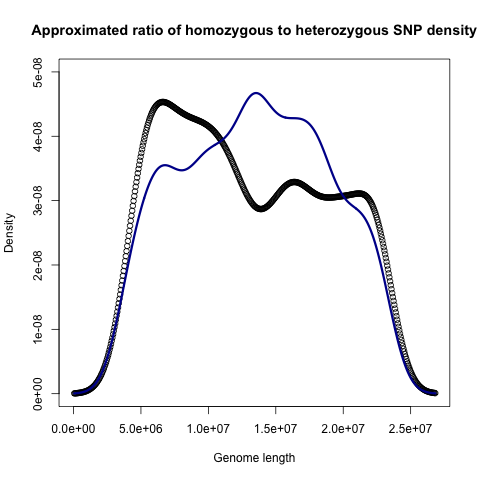 Approximated ratio of homozygous to heterozygous SNP density
5e-08
4e-08
3e-08
2e-08
1e-08
0e+00
Density
0.0e+00 5.0e+06 1.0e+07 1.5e+07 2.0e+07 2.5e+07
Genome length